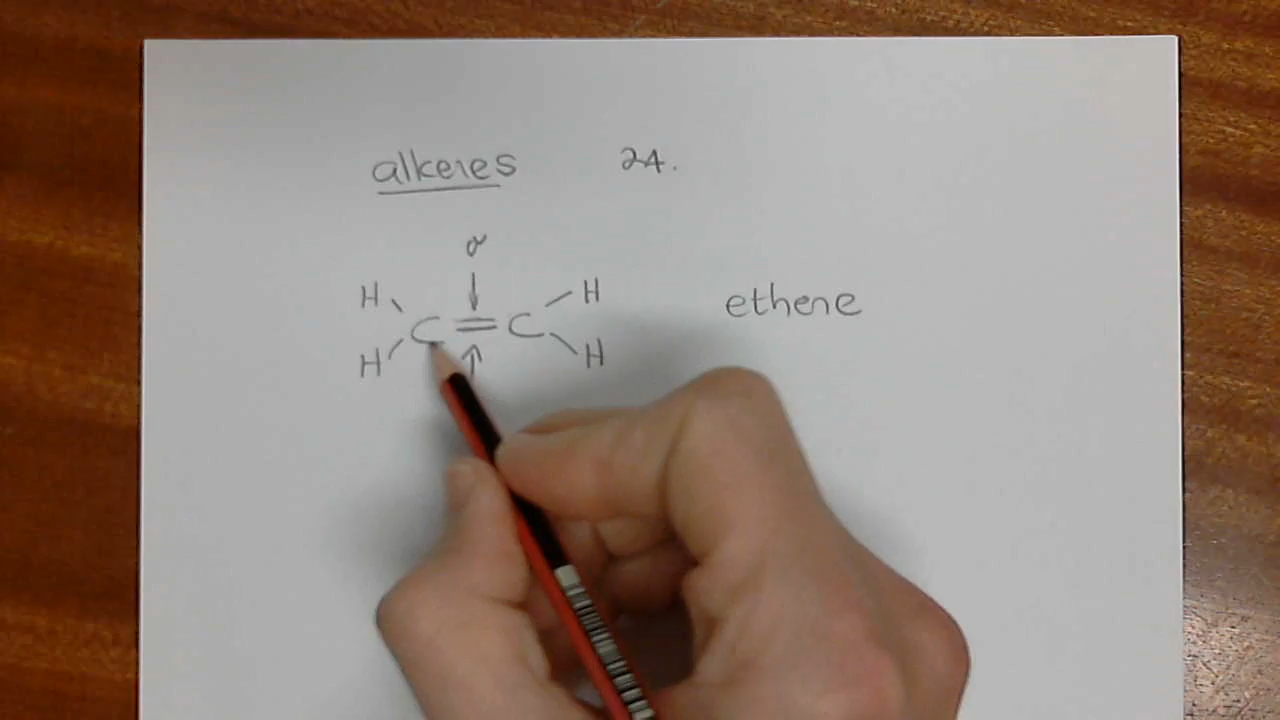 alkenes 24.
σ
H H
C = C ethene
H H